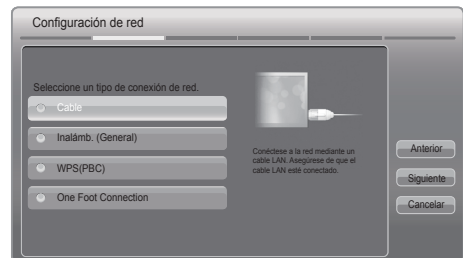 Configuración de red
Seleccione un tipo de conexión de red.
Cable
Inalámb. (General)
WPS(PBC)
One Foot Connection
Conéctese a la red mediante un
cable LAN. Asegúrese de que el
cable LAN esté conectado.
Anterior
Siguiente
Cancelar